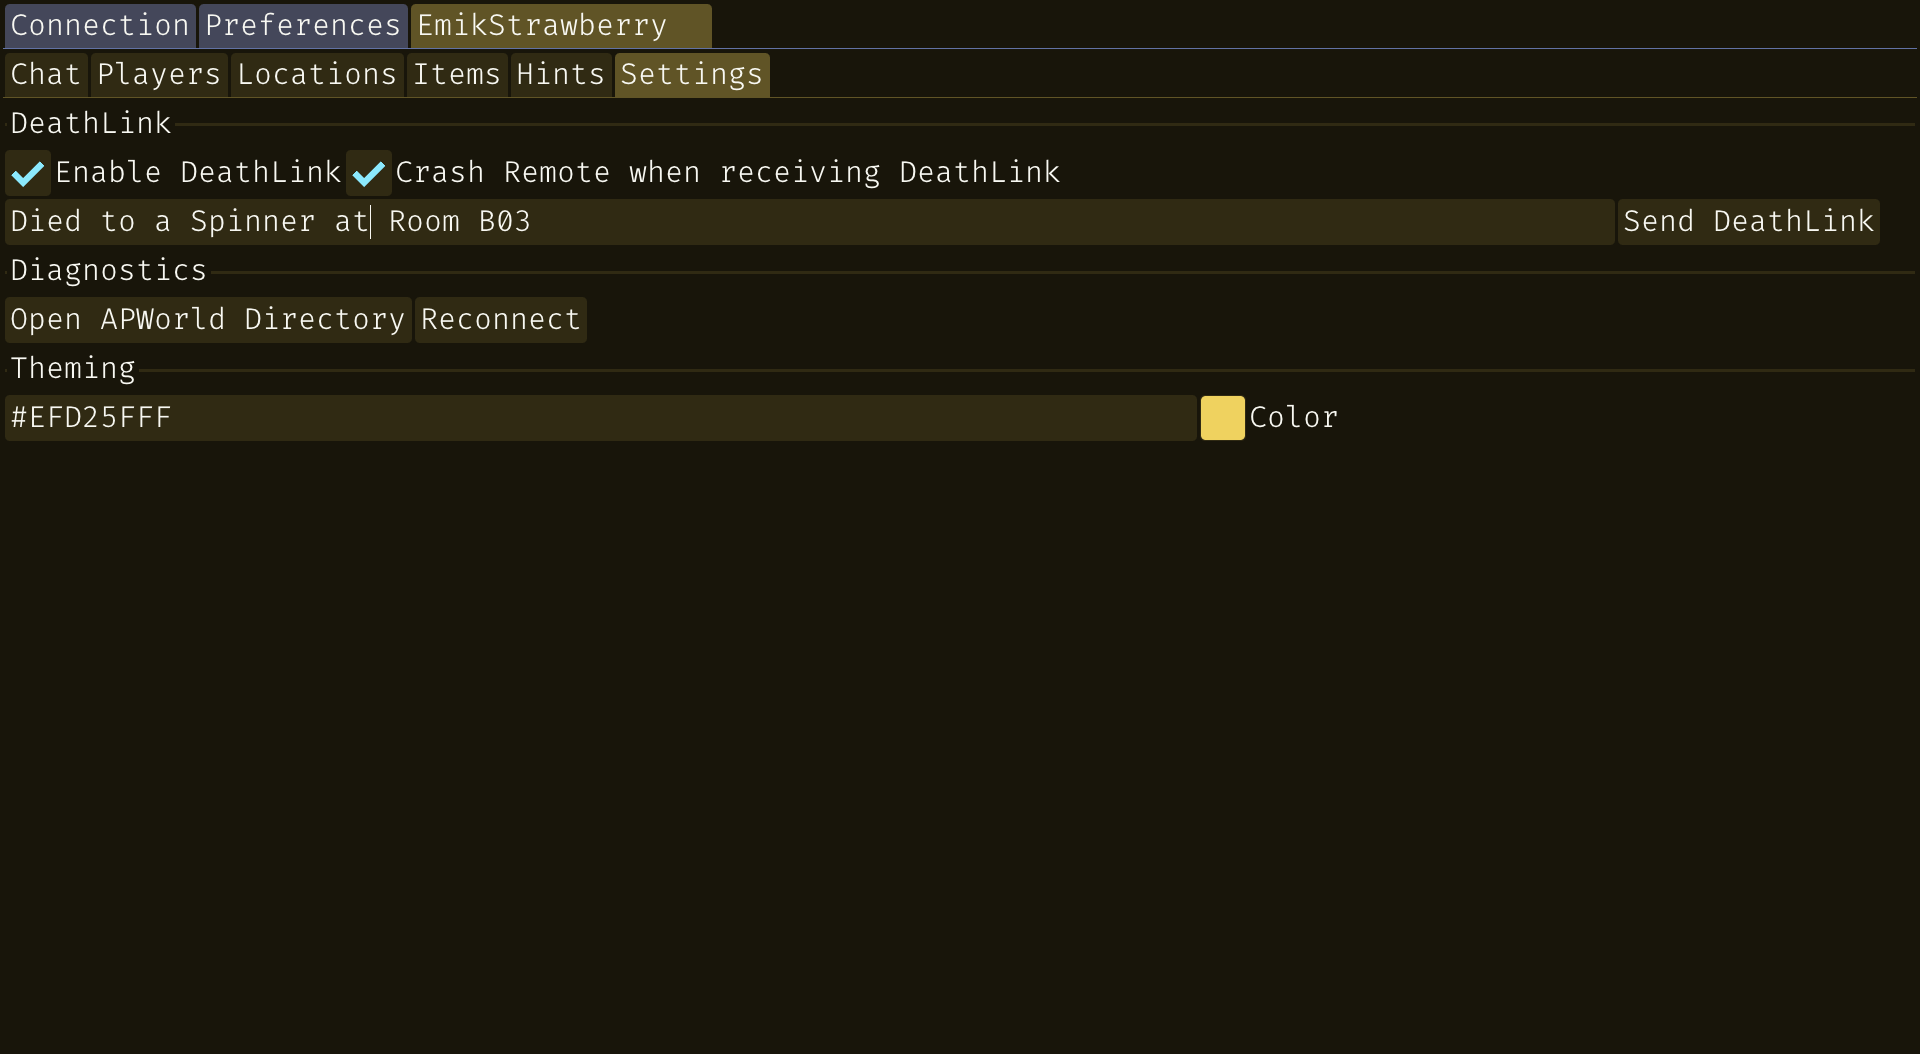 Connection Preferences EmikStrawberry
Chat Players Locations Items Hints Settings
DeathLink
Enable DeathLink Crash Remote when receiving DeathLink
Died to a Spinner at Room B03 Send DeathLink
Diagnostics
Open APWorld Directory Reconnect
Theming
#EFD25FFF Color